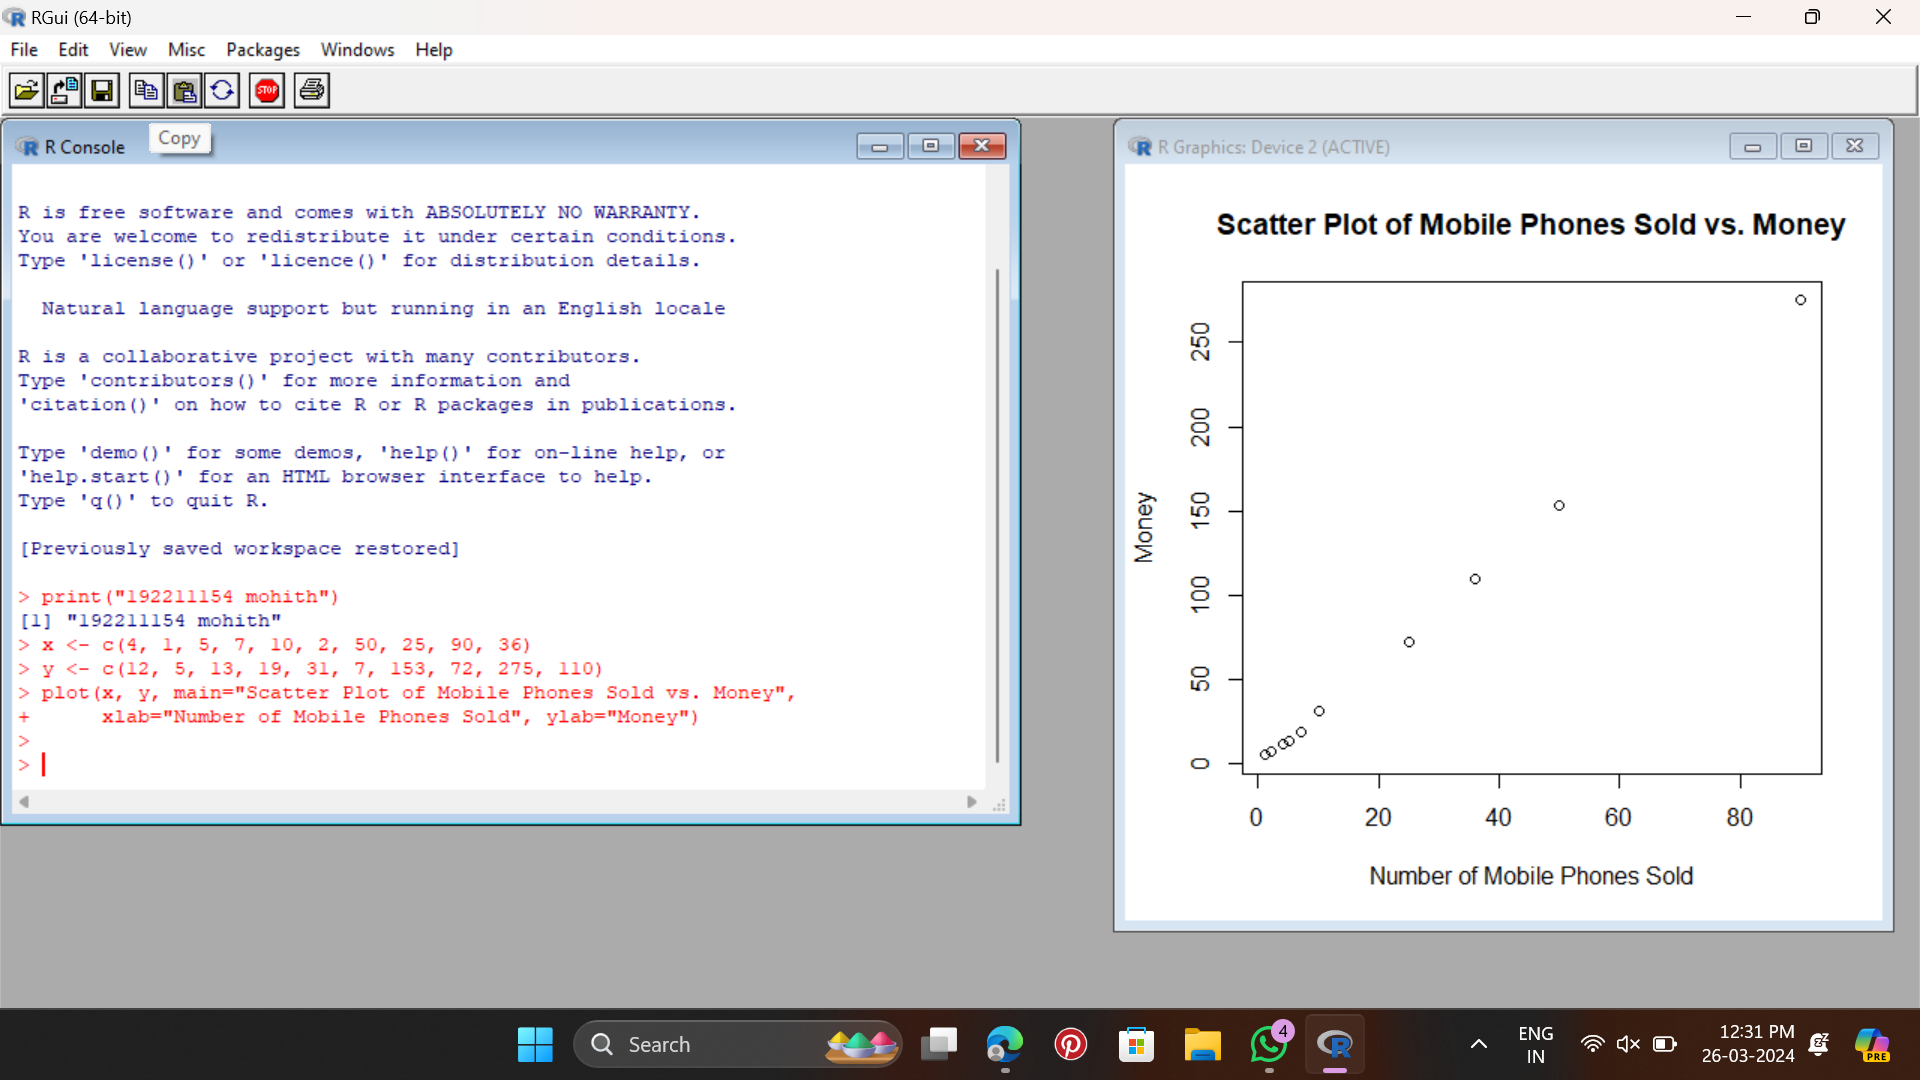 RGui (64-bit)
File Edit View Misc Packages Windows Help
STOP
Copy
R Console
R is free software and comes with ABSOLUTELY NO WARRANTY.
You are welcome to redistribute it under certain conditions.
Type 'license()' or 'licence()' for distribution details.
Natural language support but running in an English locale
R is a collaborative project with many contributors.
Type 'contributors()' for more information and
'citation()' on how to cite R or R packages in publications.
Type 'demo()' for some demos, 'help()' for on-line help, or
'help.start()' for an HTML browser interface to help.
Type 'q()' to quit R.
[Previously saved workspace restored]
> print("192211154 mohith")
[1] "192211154 mohith"
> x <- c(4, 1, 5, 7, 10, 2, 50, 25, 90, 36)
> y <- c(12, 5, 13, 19, 31, 7, 153, 72, 275, 110)
> plot(x, y, main="Scatter Plot of Mobile Phones Sold vs. Money",
+      xlab="Number of Mobile Phones Sold", ylab="Money")
>
>
R Graphics: Device 2 (ACTIVE)
Scatter Plot of Mobile Phones Sold vs. Money
250
200
150
100
50
0
Money
0 20 40 60 80
Number of Mobile Phones Sold
Search
4
ENG
IN
12:31 PM
26-03-2024
PRE